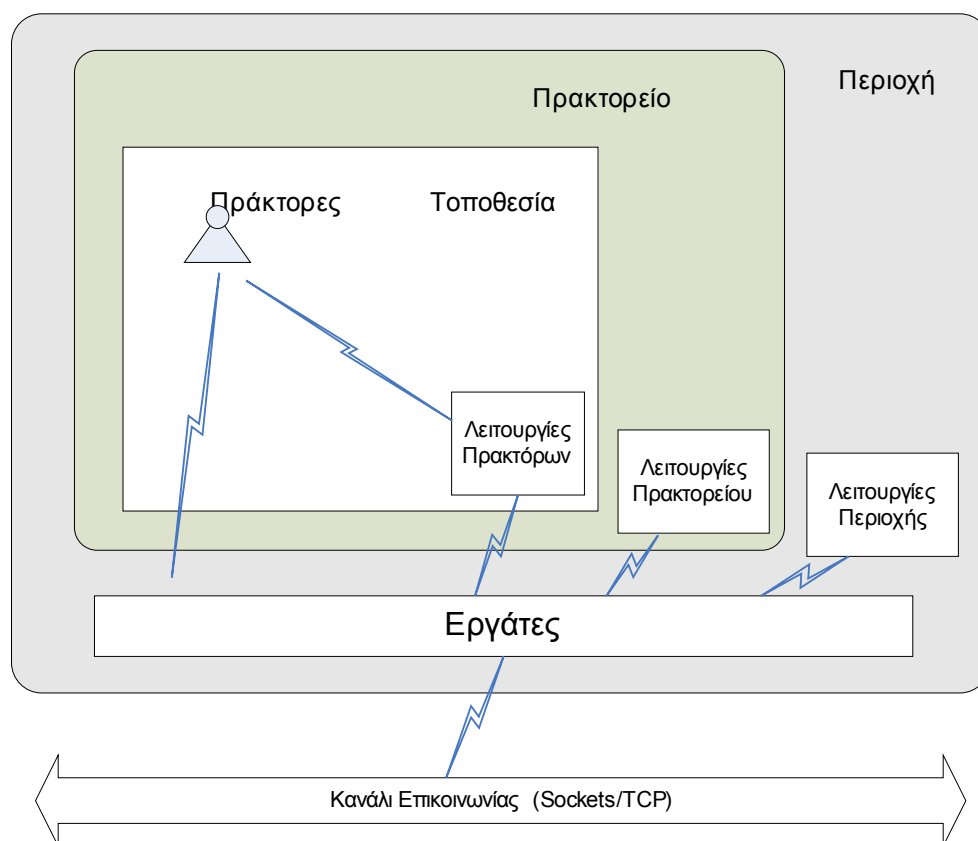 Περιοχή
Πρακτορείο
Πράκτορες
Τοποθεσία
Λειτουργίες
Πρακτόρων
Λειτουργίες
Πρακτορείου
Λειτουργίες
Περιοχής
Εργάτες
Κανάλι Επικοινωνίας (Sockets/TCP)